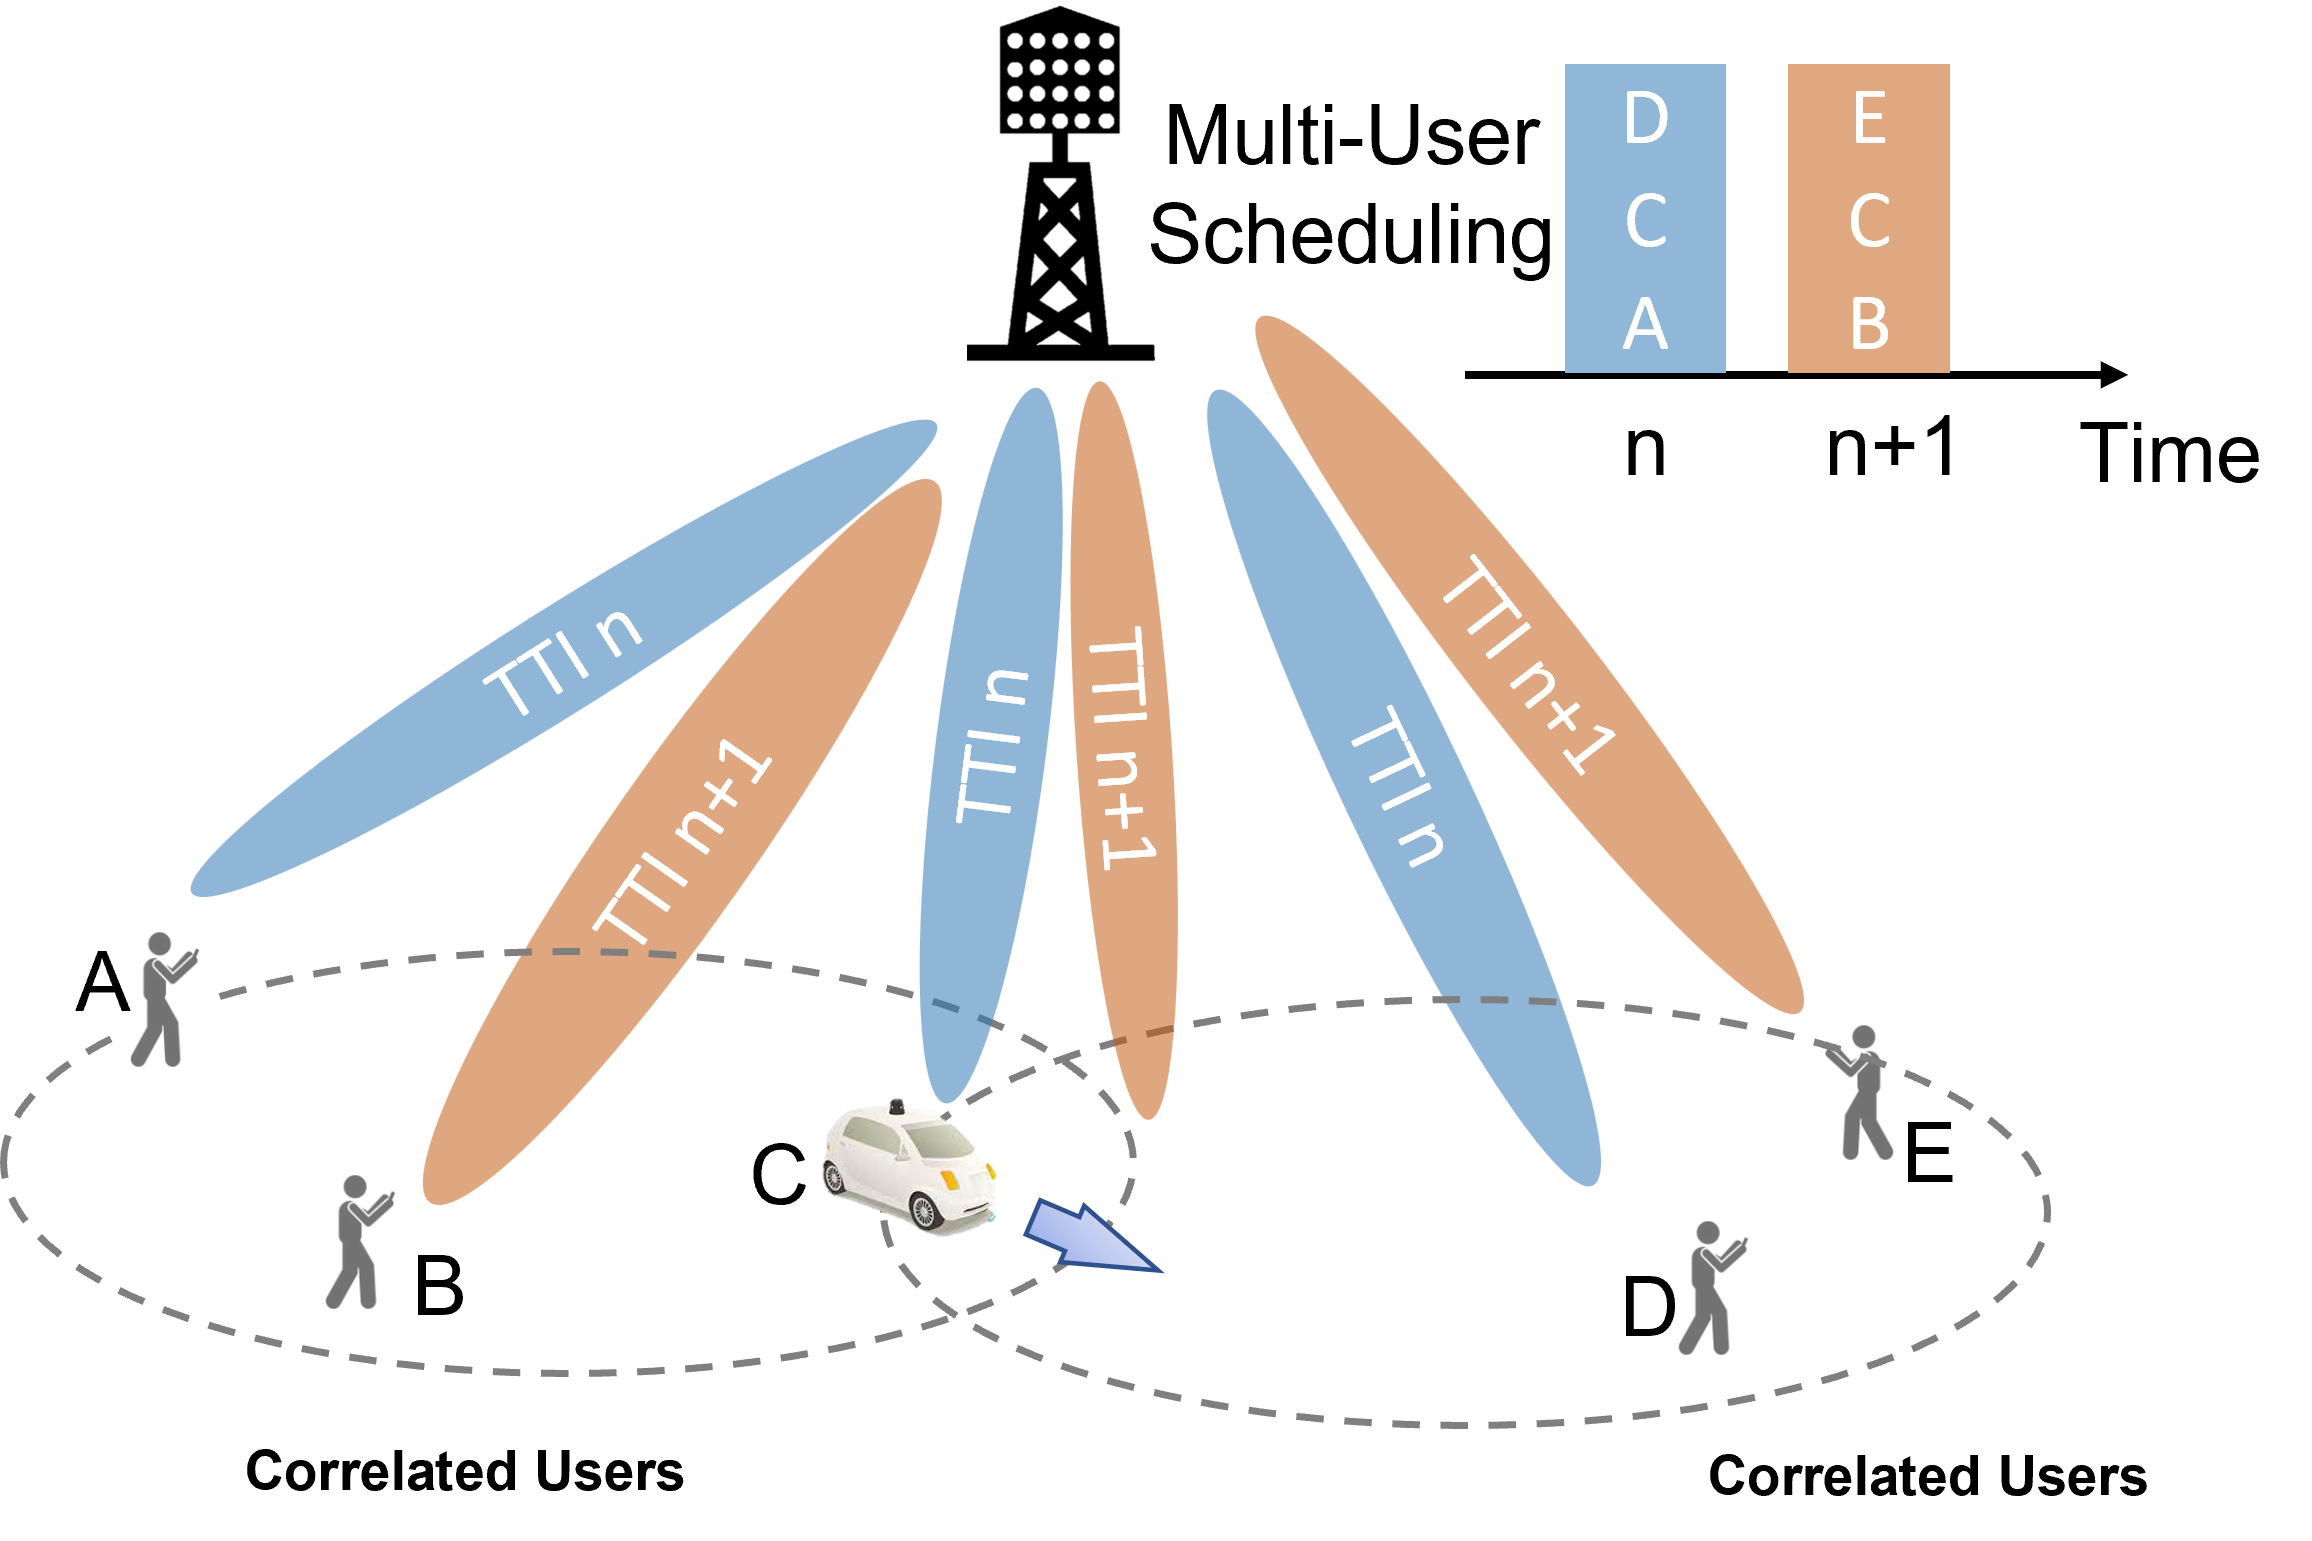 Multi-User
Scheduling
D
C
A
E
C
B
n
n+1
Time
TTI n
TTI n+1
TTI n
TTI n+1
TTI n
TTI n+1
A
B
C
D
E
Correlated Users
Correlated Users